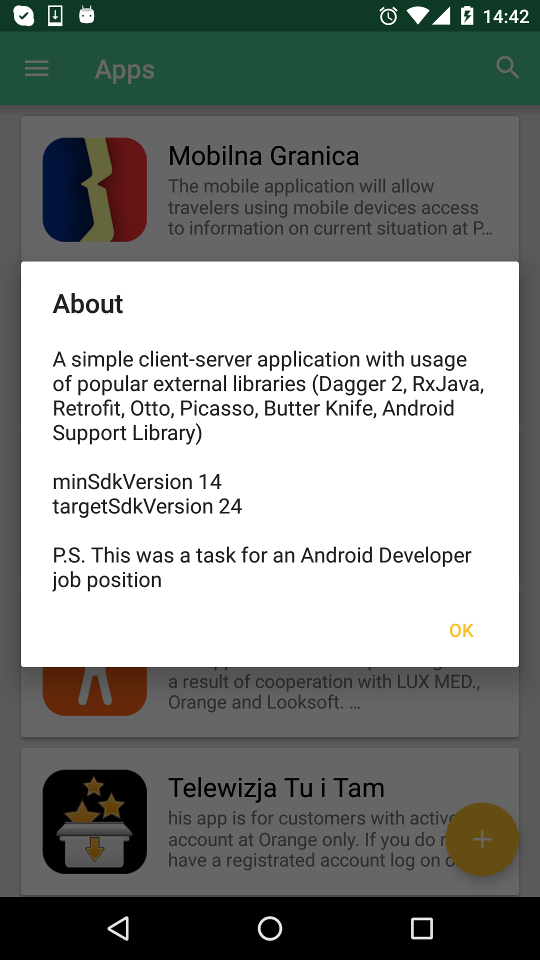 14:42
Apps
Mobilna Granica
The mobile application will allow
travelers using mobile devices access
to information on current situation at P...
About
A simple client-server application with usage
of popular external libraries (Dagger 2, RxJava,
Retrofit, Otto, Picasso, Butter Knife, Android
Support Library)
minSdkVersion 14
targetSdkVersion 24
P.S. This was a task for an Android Developer
job position
OK
a result of cooperation with LUX MED.,
Orange and Looksoft. ...
Telewizja Tu i Tam
his app is for customers with active
account at Orange only. If you do
have a registrated account log on